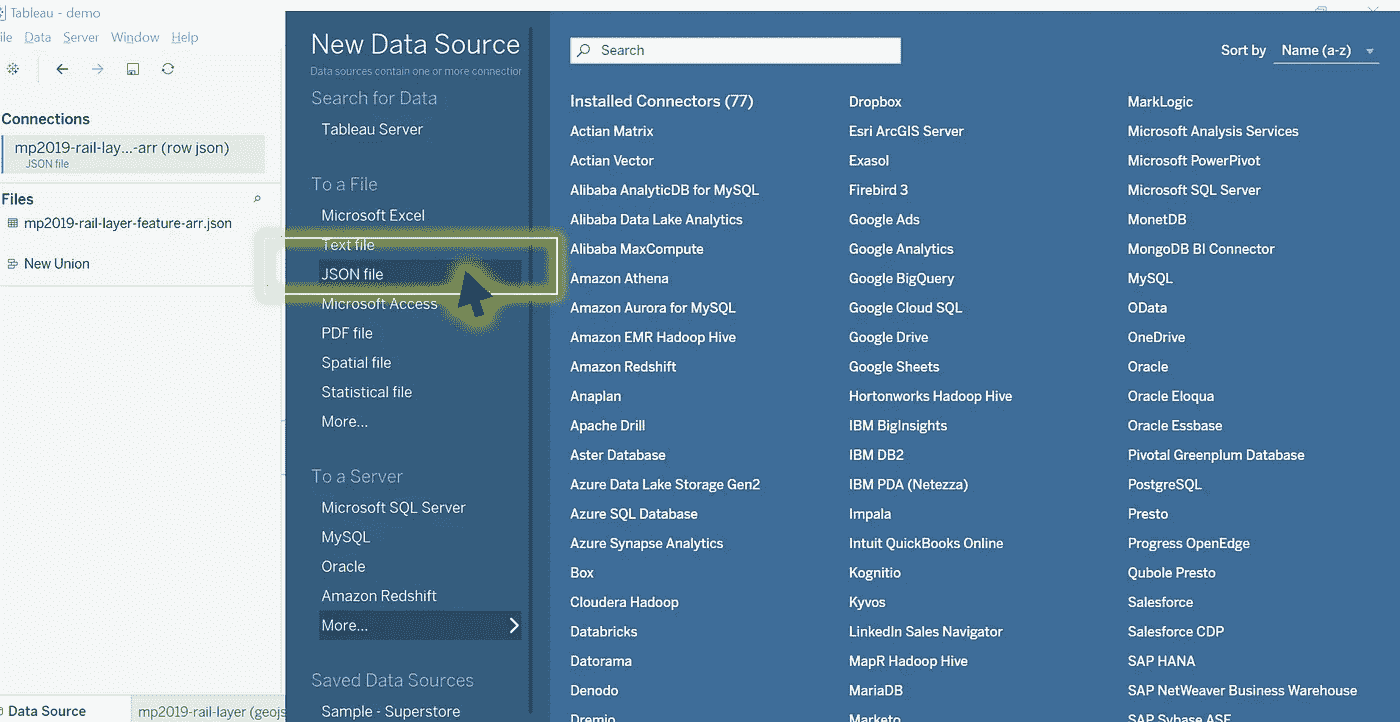 Tableau - demo
ile Data Server Window Help
Connections
mp2019-rail-lay...-arr (row json)
JSON file
Files
mp2019-rail-layer-feature-arr.json
New Union
Data Source
mp2019-rail-layer (geojs
New Data Source
Data sources contain one or more connection
Search for Data
Tableau Server
To a File
Microsoft Excel
Text file
JSON file
Microsoft Access
PDF file
Spatial file
Statistical file
More...
To a Server
Microsoft SQL Server
MySQL
Oracle
Amazon Redshift
More...
Saved Data Sources
Sample - Superstore
Search
Sort by Name (a-z)
Installed Connectors (77)
Actian Matrix
Actian Vector
Alibaba AnalyticDB for MySQL
Alibaba Data Lake Analytics
Alibaba MaxCompute
Amazon Athena
Amazon Aurora for MySQL
Amazon EMR Hadoop Hive
Amazon Redshift
Anaplan
Apache Drill
Aster Database
Azure Data Lake Storage Gen2
Azure SQL Database
Azure Synapse Analytics
Box
Cloudera Hadoop
Databricks
Datorama
Denodo
Dremio
Dropbox
Esri ArcGIS Server
Exasol
Firebird 3
Google Ads
Google Analytics
Google BigQuery
Google Cloud SQL
Google Drive
Google Sheets
Hortonworks Hadoop Hive
IBM BigInsights
IBM DB2
IBM PDA (Netezza)
Impala
Intuit QuickBooks Online
Kognitio
Kyvos
LinkedIn Sales Navigator
MapR Hadoop Hive
MariaDB
Marketo
MarkLogic
Microsoft Analysis Services
Microsoft PowerPivot
Microsoft SQL Server
MonetDB
MongoDB BI Connector
MySQL
OData
OneDrive
Oracle
Oracle Eloqua
Oracle Essbase
Pivotal Greenplum Database
PostgreSQL
Presto
Progress OpenEdge
Qubole Presto
Salesforce
Salesforce CDP
SAP HANA
SAP NetWeaver Business Warehouse
SAP Sybase ASE